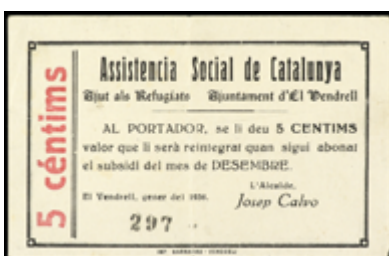 5 céntims
Assistencia Social de Catalunya
Ajut als Refugiats Ajuntament d'El Vendrell
AL PORTADOR, se li deu 5 CENTIMS
valor que li serà reintegrat quan sigui abonat
el subsidi del mes de DESEMBRE.
El Vendrell, gener del
L'Alcalde,
Josep Calvo
297